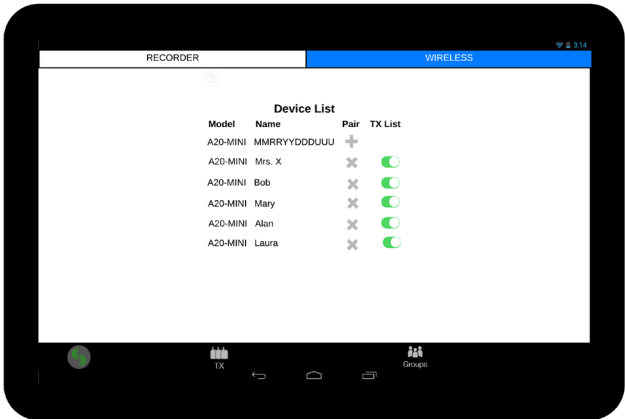 3:14
RECORDER WIRELESS
Device List
Model Name Pair TX List
A20-MINI MMRRYYDDDUUU
A20-MINI Mrs. X
A20-MINI Bob
A20-MINI Mary
A20-MINI Alan
A20-MINI Laura
TX Groups